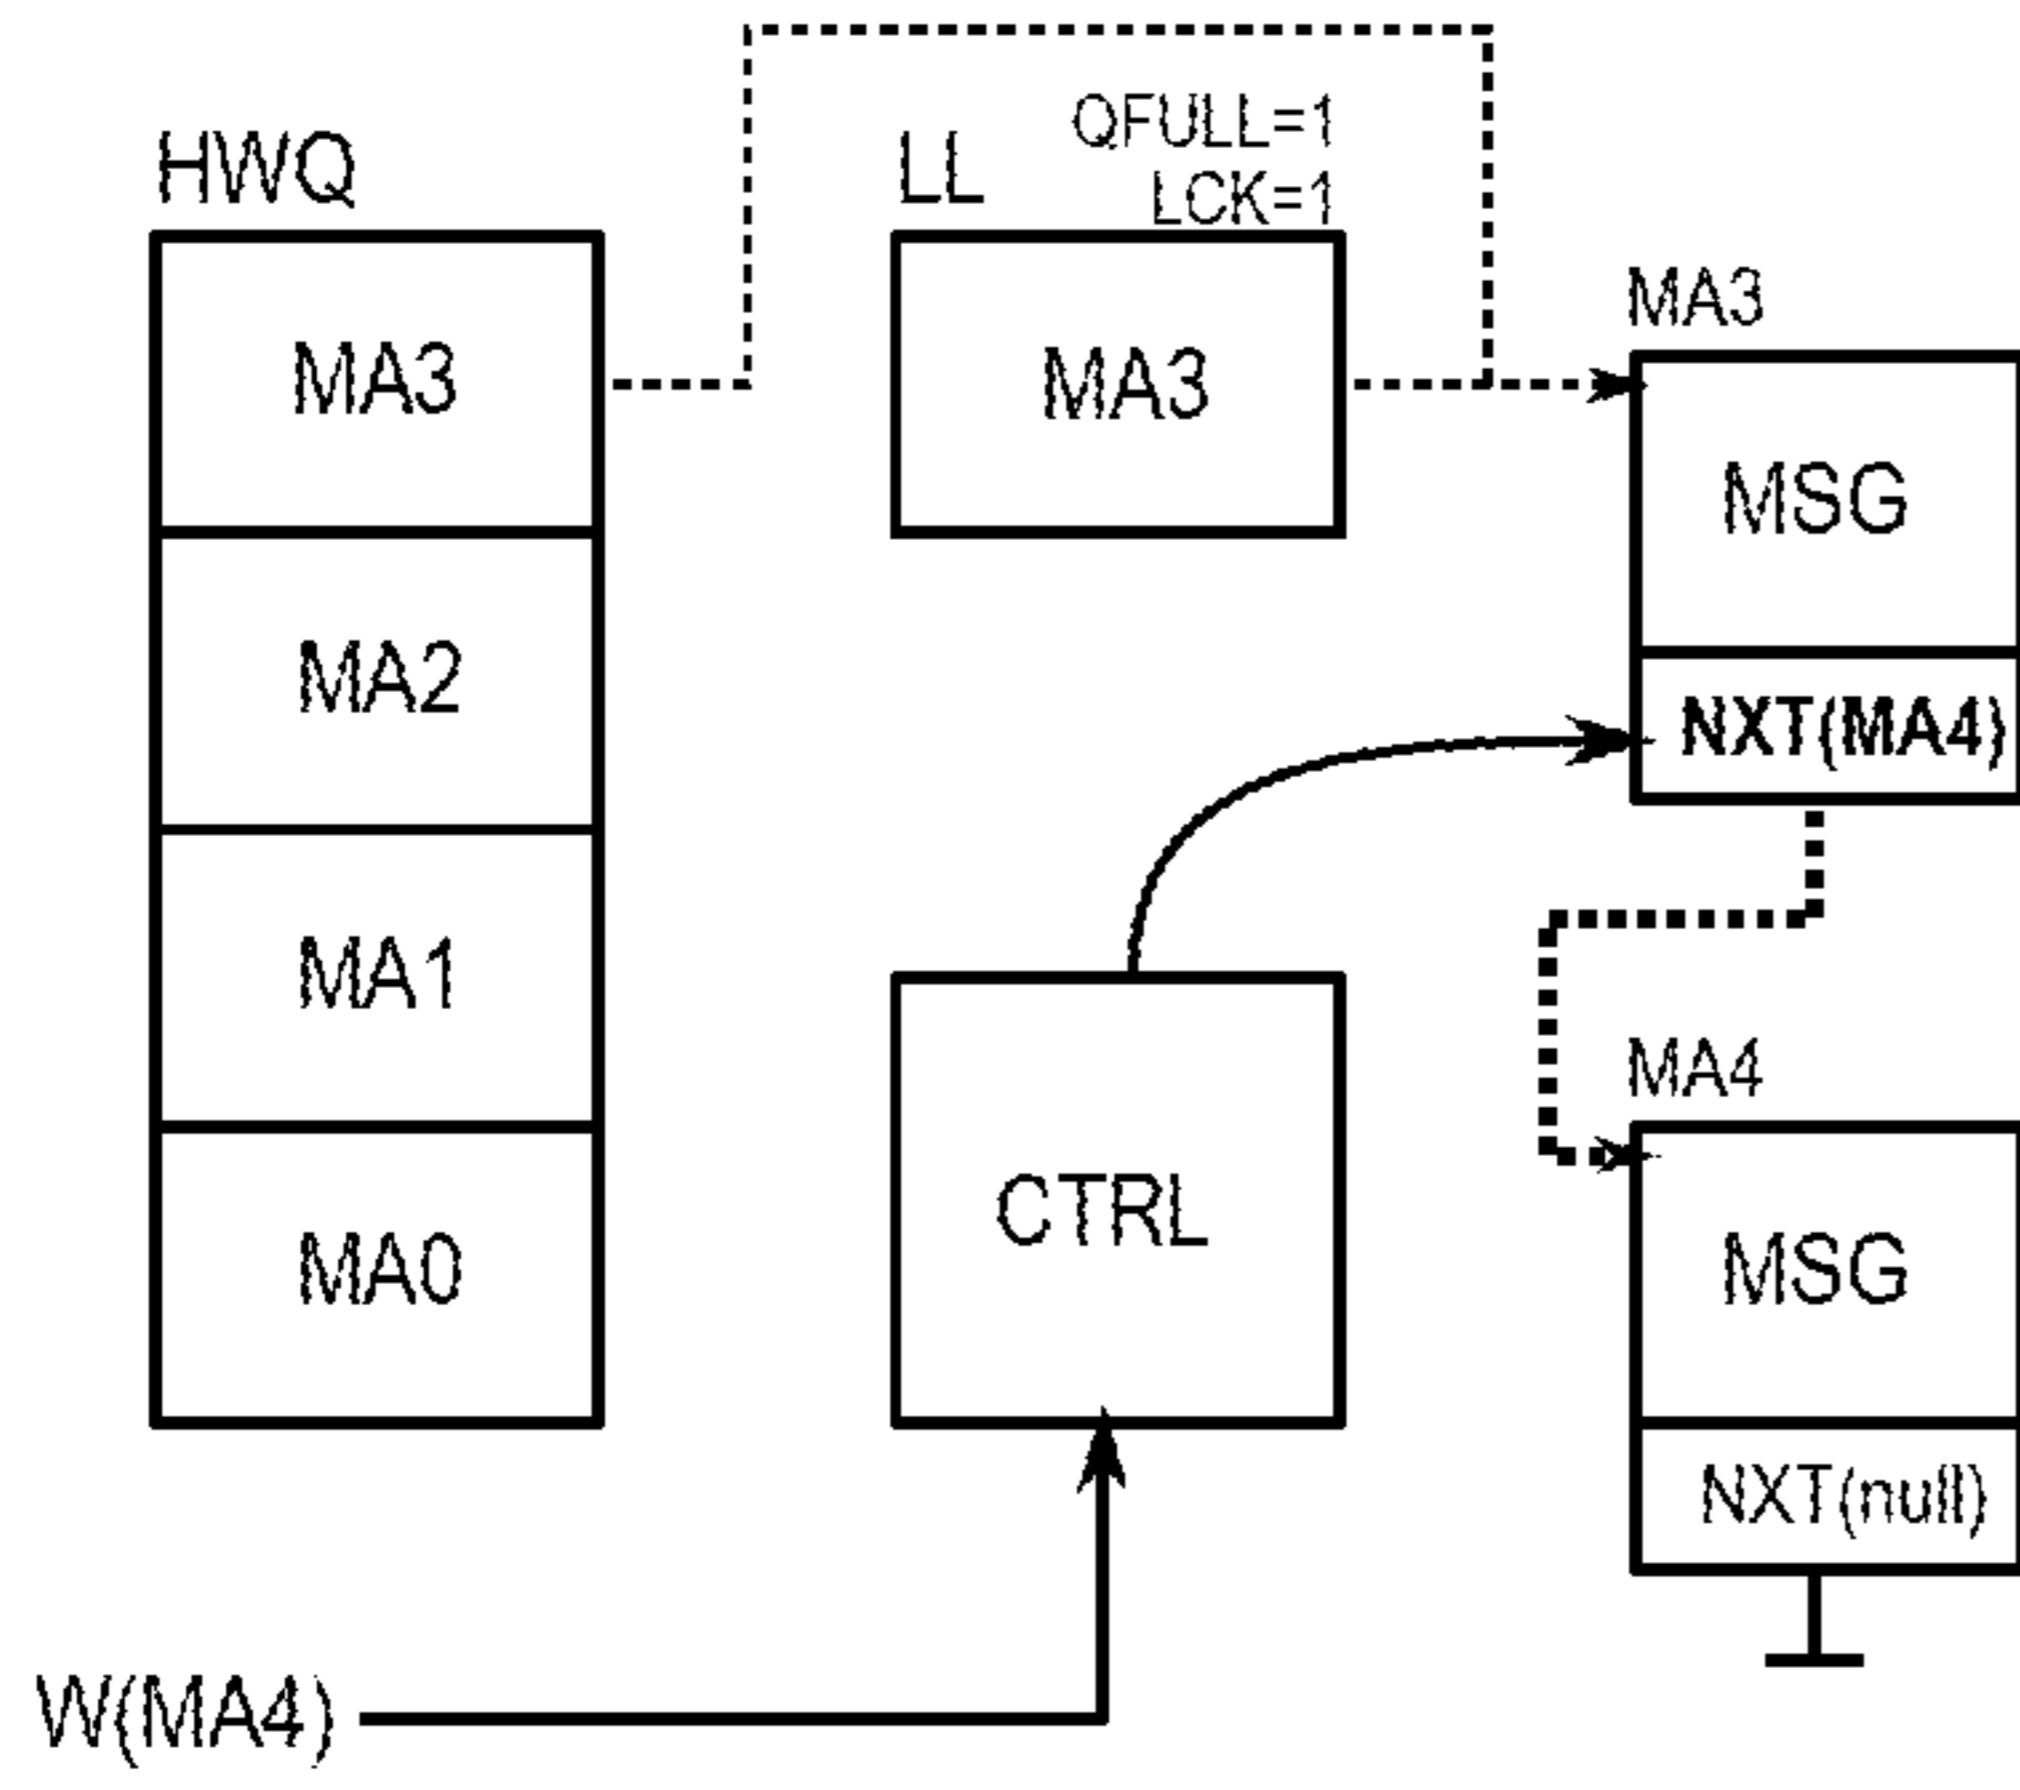 HWQ
MA3
MA2
MA1
MA0
LL
QFULL=1
LCK=1
MA3
CTRL
W(MA4)
MA3
MSG
NXT(MA4)
MA4
MSG
NXT(null)